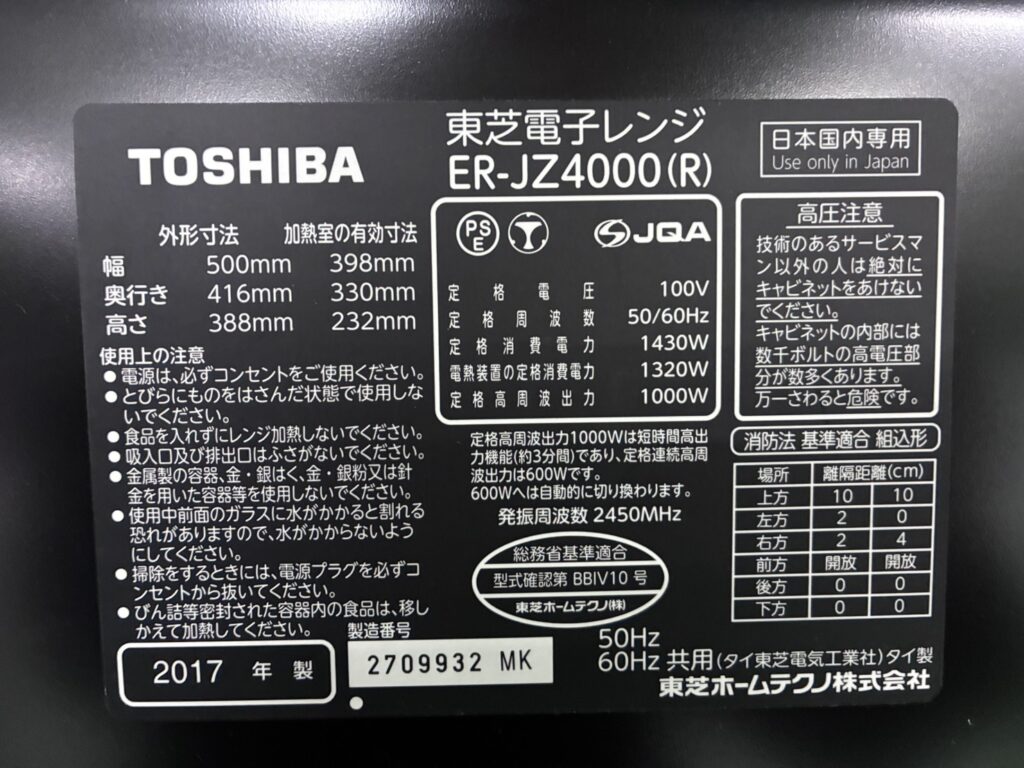 TOSHIBA
東芝電子レンジ
ER-JZ4000(R)
日本国内専用
Use only in Japan
外形寸法 加熱室の有効寸法
幅 500mm 398mm
奥行き 416mm 330mm
高さ 388mm 232mm
使用上の注意
●電源は、必ずコンセントをご使用ください。
●とびらにものをはさんだ状態で使用しな
いでください。
●食品を入れずにレンジ加熱しないでください。
●吸入口及び排出口はふさがないでください。
●金属製の容器、金・銀はく、金・銀粉又は針
金を用いた容器等を使用しないでください。
●使用中前面のガラスに水がかかると割れる
恐れがありますので、水がかからないよう
にしてください。
●掃除をするときには、電源プラグを必ずコ
ンセントから抜いてください。
●びん詰等密封された容器内の食品は、移し
かえて加熱してください。
2017 年 製
製造番号
2709932 MK
PS
E
JQA
定格電圧 100V
定格周波数 50/60Hz
定格消費電力 1430W
電熱装置の定格消費電力 1320W
定格高周波出力 1000W
定格高周波出力1000Wは短時間高出
力機能(約3分間)であり、定格連続高周
波出力は600Wです。
600Wへは自動的に切り換わります。
発振周波数 2450MHz
総務省基準適合
型式確認第 BBIV10 号
東芝ホームテクノ(株)
高圧注意
技術のあるサービスマ
ン以外の人は絶対に
キャビネットをあけない
でください。
キャビネットの内部には
数千ボルトの高電圧部
分が数多くあります。
万一さわると危険です。
消防法 基準適合 組込形
場所 離隔距離(cm)
上方 10 10
左方 2 0
右方 2 4
前方 開放 開放
後方 0 0
下方 0 0
50Hz
60Hz 共用(タイ東芝電気工業社)タイ製
東芝ホームテクノ株式会社